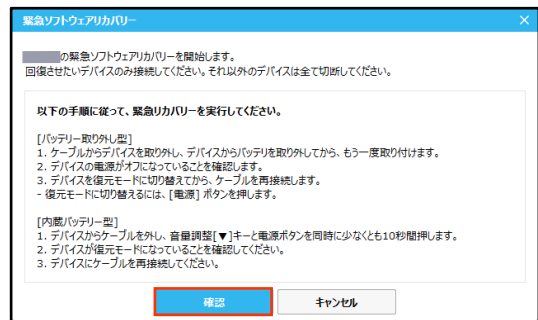 緊急ソフトウェアリカバリー
の緊急ソフトウェアリカバリーを開始します。
回復させたいデバイスのみ接続してください。それ以外のデバイスは全て切断してください。
以下の手順に従って、緊急リカバリーを実行してください。
[バッテリー取り外し型]
1. ケーブルからデバイスを取り外し、デバイスからバッテリを取り外してから、もう一度取り付けます。
2. デバイスの電源がオフになっていることを確認します。
3. デバイスを復元モードに切り替えてから、ケーブルを再接続します。
- 復元モードに切り替えるには、[電源] ボタンを押します。
[内蔵バッテリー型]
1. デバイスからケーブルを外し、音量調整[▼]キーと電源ボタンを同時に少なくとも10秒間押します。
2. デバイスが復元モードになっていることを確認してください。
3. デバイスにケーブルを再接続してください。
確認 キャンセル